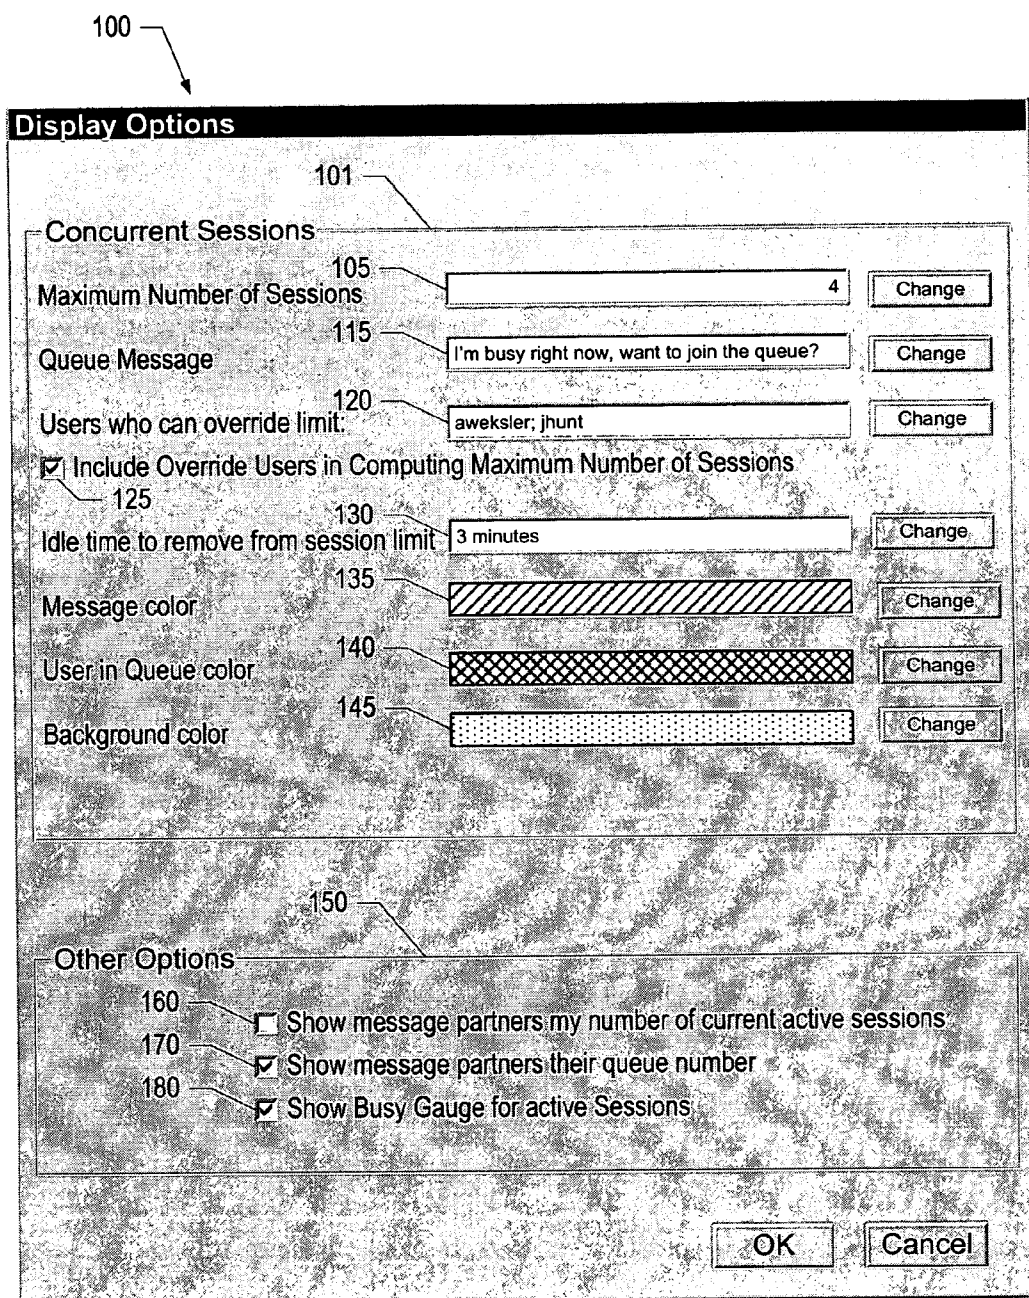 100
Display Options
101
Concurrent Sessions
105
Maximum Number of Sessions 4 Change
115
Queue Message I'm busy right now, want to join the queue? Change
120
Users who can override limit: aweksler; jhunt Change
Include Override Users in Computing Maximum Number of Sessions
125
130
Idle time to remove from session limit 3 minutes Change
135
Message color Change
140
User in Queue color Change
145
Background color Change
150
Other Options
160
Show message partners my number of current active sessions
170
Show message partners their queue number
180
Show Busy Gauge for active Sessions
OK Cancel